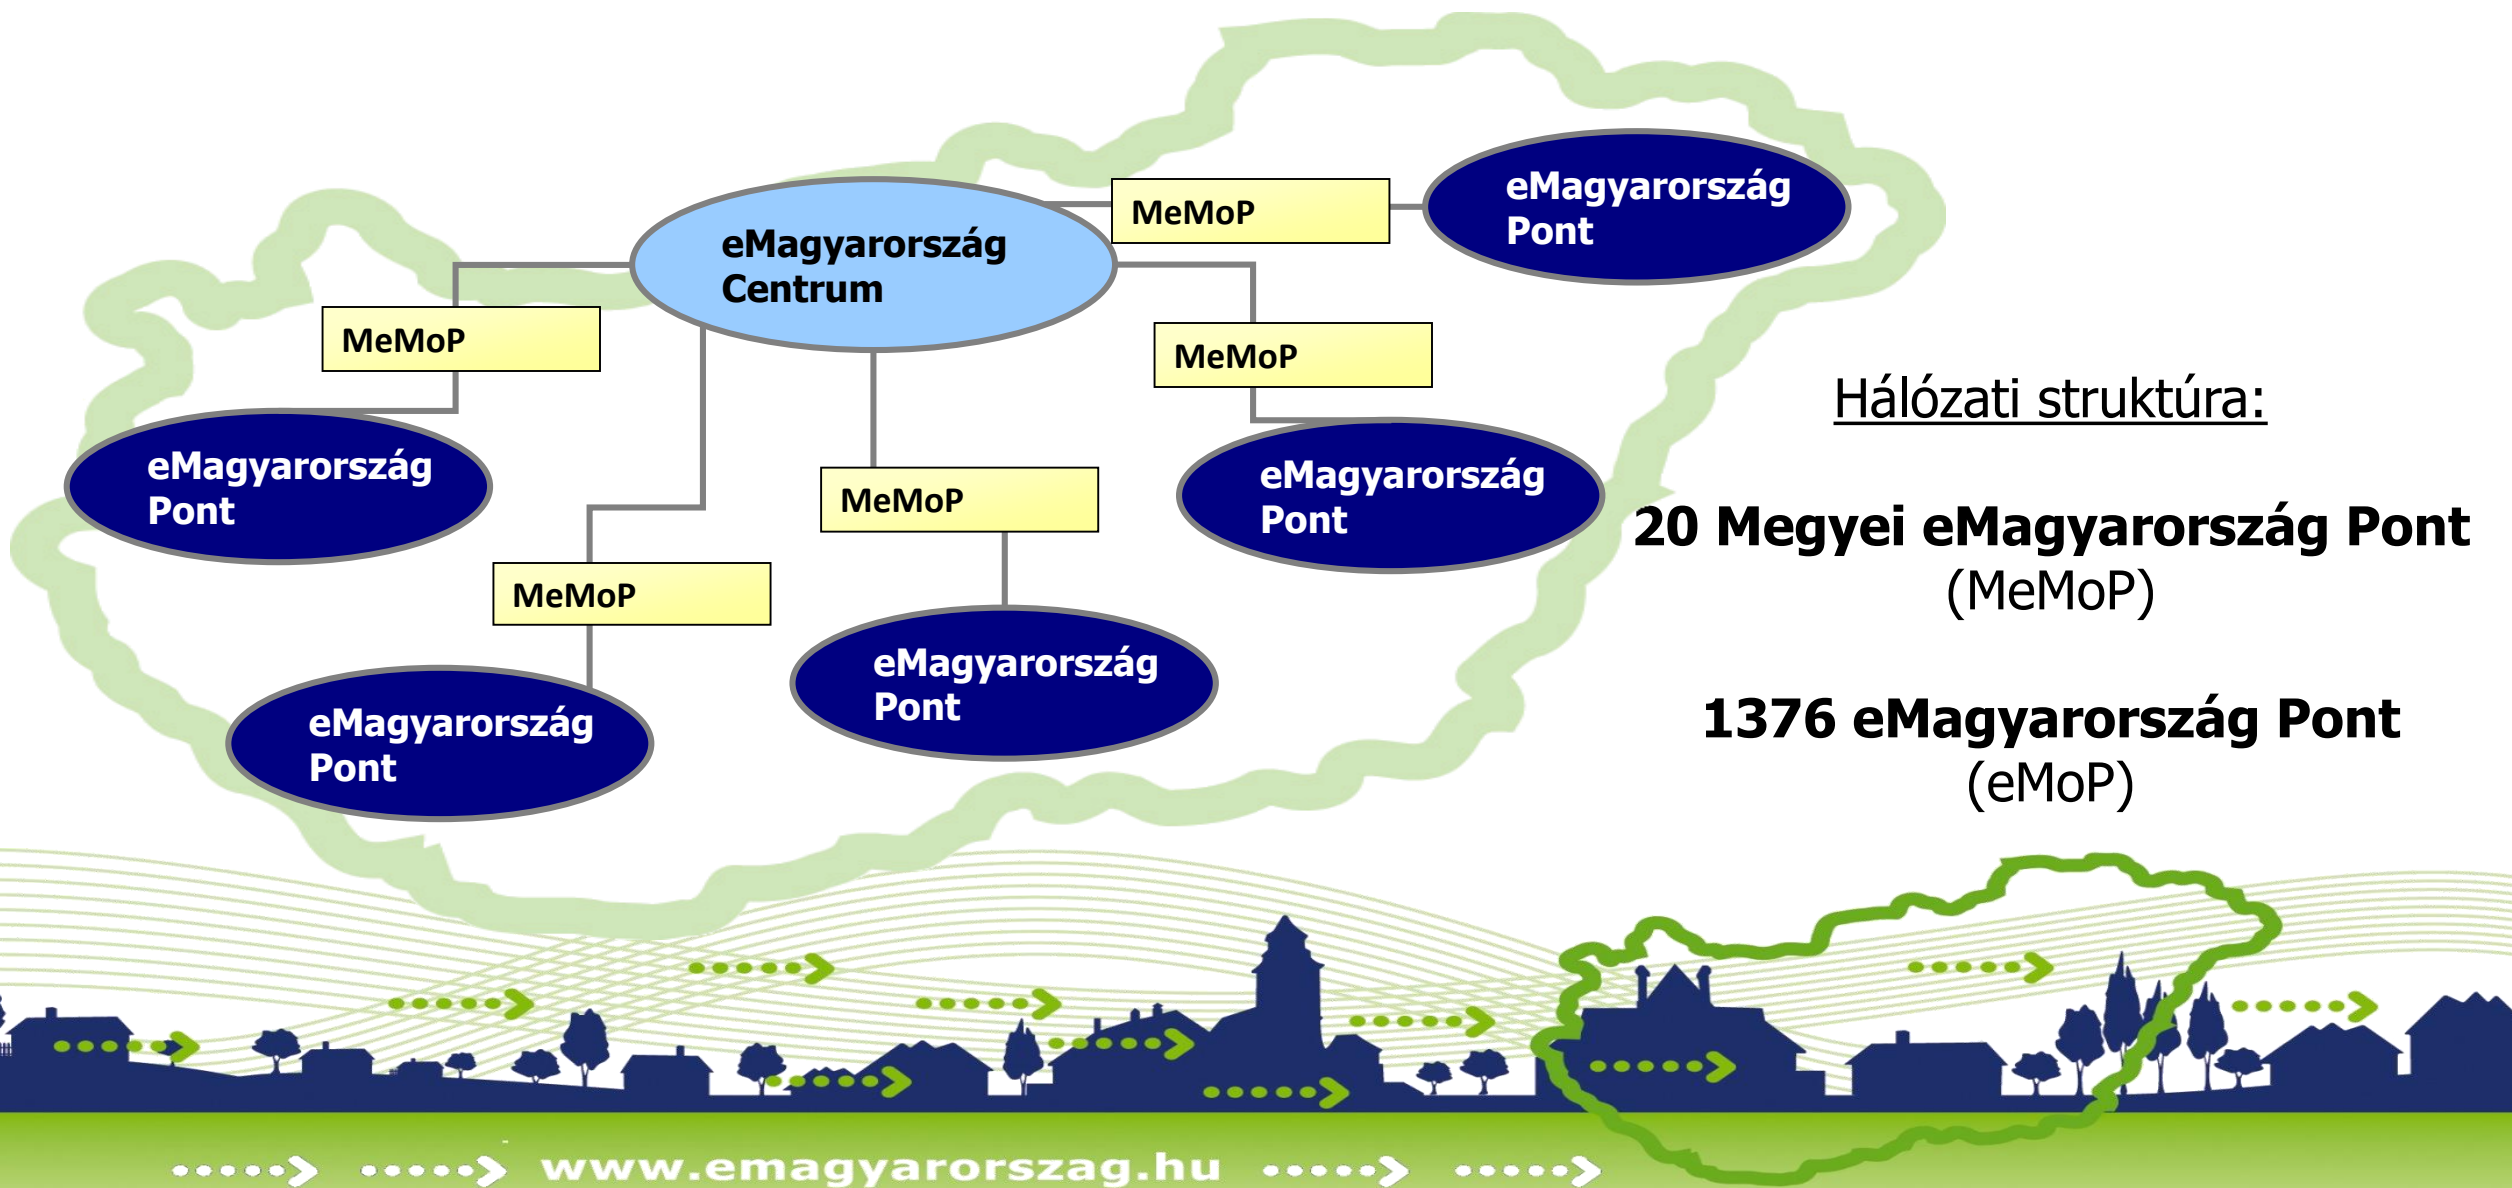 eMagyarország
Centrum
MeMoP
eMagyarország
Pont
MeMoP
eMagyarország
Pont
MeMoP
eMagyarország
Pont
MeMoP
eMagyarország
Pont
MeMoP
eMagyarország
Pont
Hálózati struktúra:
20 Megyei eMagyarország Pont
(MeMoP)
1376 eMagyarország Pont
(eMoP)
www.emagyarorszag.hu